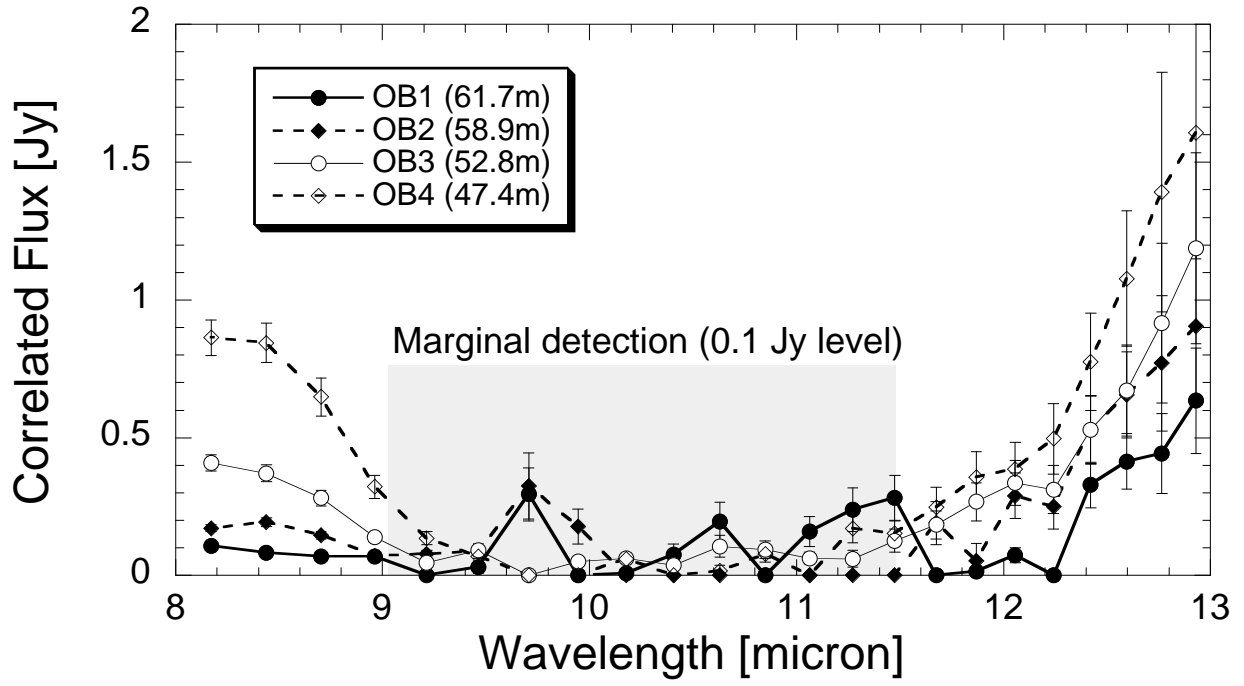 2
1.5
1
0.5
0
Correlated Flux [Jy]
OB1 (61.7m)
OB2 (58.9m)
OB3 (52.8m)
OB4 (47.4m)
Marginal detection (0.1 Jy level)
8 9 10 11 12 13
Wavelength [micron]